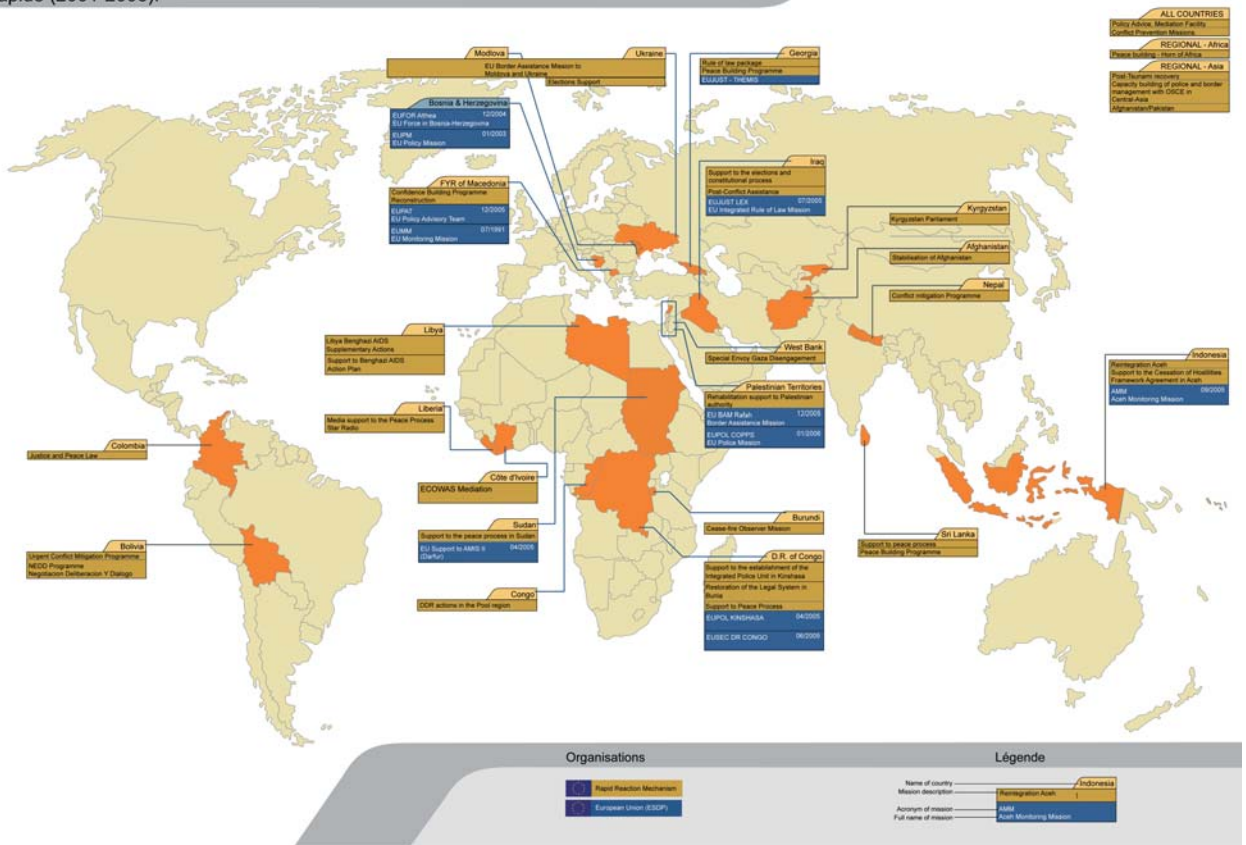 (2001-2005).
ALL COUNTRIES
Policy Advice, Mediation Facility
Conflict Prevention Missions.
REGIONAL - Africa
Peace building - Horn of Africa
REGIONAL - Asia
Post-Tsunami recovery
Capacity building of police and border
management with OSCE in
Central-Asia
Afghanistan/Pakistan
Modlova
Ukraine
EU Border Assistance Mission to
Moldova and Ukraine
Elections Support
Georgia
Rule of law package
Peace Building Programme
EUJUST - THEMIS
Bosnia & Herzegovina
EUFOR Althea 12/2004
EU Force in Bosnia-Herzegovina
EUPM 01/2003
EU Policy Mission
FYR of Macedonia
Confidence Building Programme
Reconstruction
EUPAT 12/2005
EU Policy Advisory Team
EUMM 07/1991
EU Monitoring Mission
Iraq
Support to the elections and
constitutional process
Post-Conflict Assistance
EUJUST LEX 07/2005
EU Integrated Rule of Law Mission
Kyrgyzstan
Kyrgyzstan Parliament
Afghanistan
Stabilisation of Afghanistan
Nepal
Conflict mitigation Programme
Libya
Libya Benghazi AIDS
Supplementary Actions
Support to Benghazi AIDS
Action Plan
West Bank
Special Envoy Gaza Disengagement
Indonesia
Reintegration Aceh
Support to the Cessation of Hostilities
Framework Agreement in Aceh
AMM 09/2005
Aceh Monitoring Mission
Palestinian Territories
Rehabilitation support to Palestinian
authority
EU BAM Rafah 12/2005
Border Assistance Mission
EUPOL COPPS 01/2006
EU Police Mission
Liberia
Media support to the Peace Process
Star Radio
Colombia
Justice and Peace Law
Côte d'Ivoire
ECOWAS Mediation
Sudan
Support to the peace process in Sudan
EU Support to AMIS II 04/2005
(Darfur)
Burundi
Cease-fire Observer Mission
Sri Lanka
Support to peace process
Peace Building Programme
Bolivia
Urgent Conflict Mitigation Programme
NEDD Programme
Negotiacion Deliberacion Y Dialogo
D.R. of Congo
Support to the establishment of the
Integrated Police Unit in Kinshasa
Restoration of the Legal System in
Bunia
Support to Peace Process
EUPOL KINSHASA 04/2005
EUSEC DR CONGO 06/2005
Congo
DDR actions in the Pool region
Organisations
Rapid Reaction Mechanism
European Union (ESDP)
Légende
Name of country
Mission description
Acronym of mission
Full name of mission
Indonesia
Reintegration Aceh
AMM
Aceh Monitoring Mission